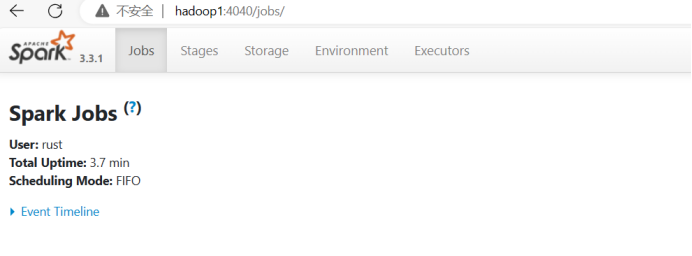 不安全 | hadoop1:4040/jobs/
APACHE
Spark 3.3.1 Jobs Stages Storage Environment Executors
Spark Jobs (?)
User: rust
Total Uptime: 3.7 min
Scheduling Mode: FIFO
Event Timeline